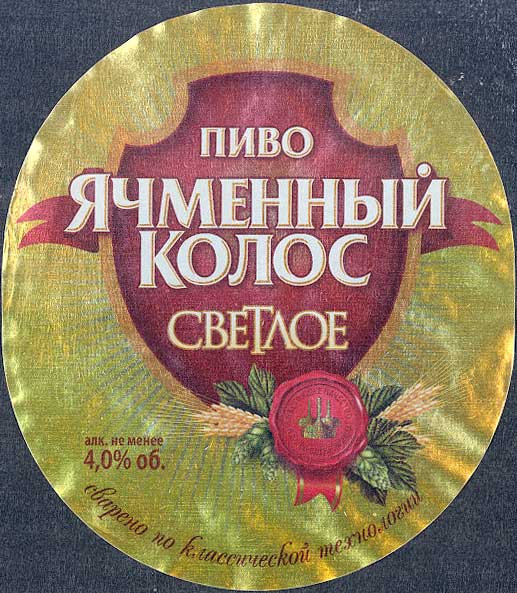 ПИВО
ЯЧМЕННЫЙ
КОЛОС
СВЕТЛОЕ
алк. не менее
4,0% об.
сварено по классической технологии